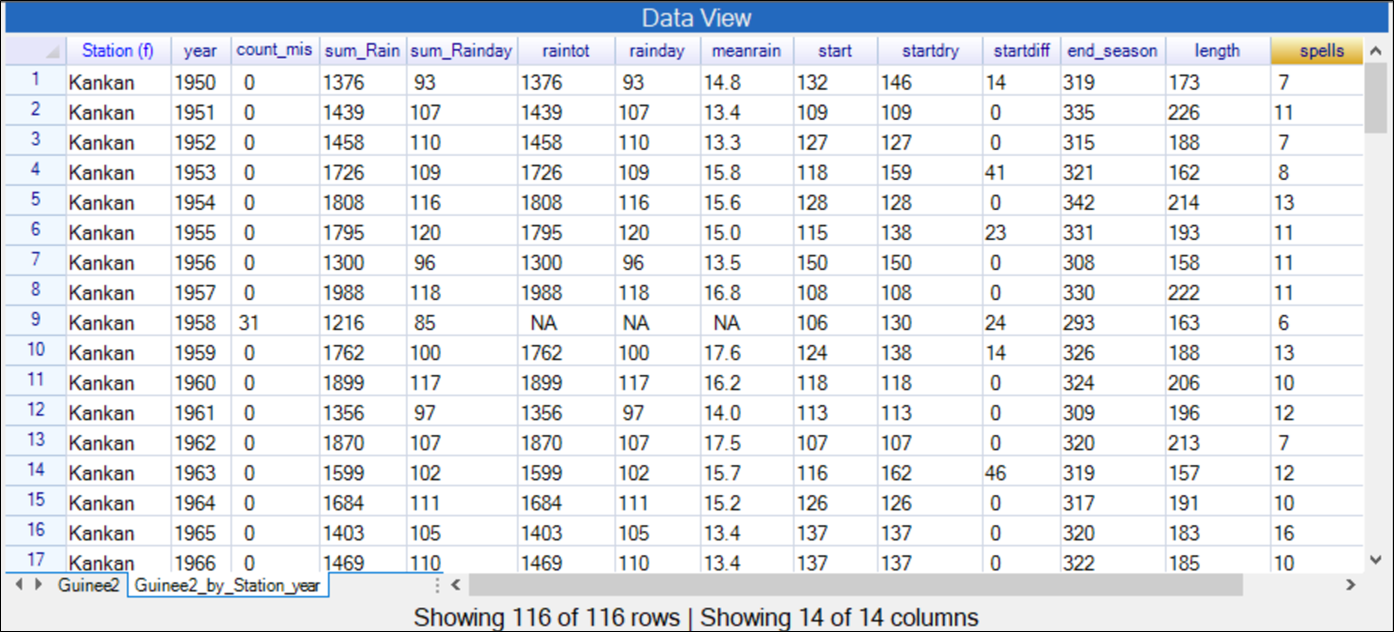 Data View
Station (f) year count_mis sum_Rain sum_Rainday raintot rainday meanrain start startdry startdiff end_season length spells
1 Kankan 1950 0 1376 93 1376 93 14.8 132 146 14 319 173 7
2 Kankan 1951 0 1439 107 1439 107 13.4 109 109 0 335 226 11
3 Kankan 1952 0 1458 110 1458 110 13.3 127 127 0 315 188 7
4 Kankan 1953 0 1726 109 1726 109 15.8 118 159 41 321 162 8
5 Kankan 1954 0 1808 116 1808 116 15.6 128 128 0 342 214 13
6 Kankan 1955 0 1795 120 1795 120 15.0 115 138 23 331 193 11
7 Kankan 1956 0 1300 96 1300 96 13.5 150 150 0 308 158 11
8 Kankan 1957 0 1988 118 1988 118 16.8 108 108 0 330 222 11
9 Kankan 1958 31 1216 85 NA NA NA 106 130 24 293 163 6
10 Kankan 1959 0 1762 100 1762 100 17.6 124 138 14 326 188 13
11 Kankan 1960 0 1899 117 1899 117 16.2 118 118 0 324 206 10
12 Kankan 1961 0 1356 97 1356 97 14.0 113 113 0 309 196 12
13 Kankan 1962 0 1870 107 1870 107 17.5 107 107 0 320 213 7
14 Kankan 1963 0 1599 102 1599 102 15.7 116 162 46 319 157 12
15 Kankan 1964 0 1684 111 1684 111 15.2 126 126 0 317 191 10
16 Kankan 1965 0 1403 105 1403 105 13.4 137 137 0 320 183 16
17 Kankan 1966 0 1469 110 1469 110 13.4 137 137 0 322 185 10
Guinee2 Guinee2_by_Station_year
Showing 116 of 116 rows | Showing 14 of 14 columns